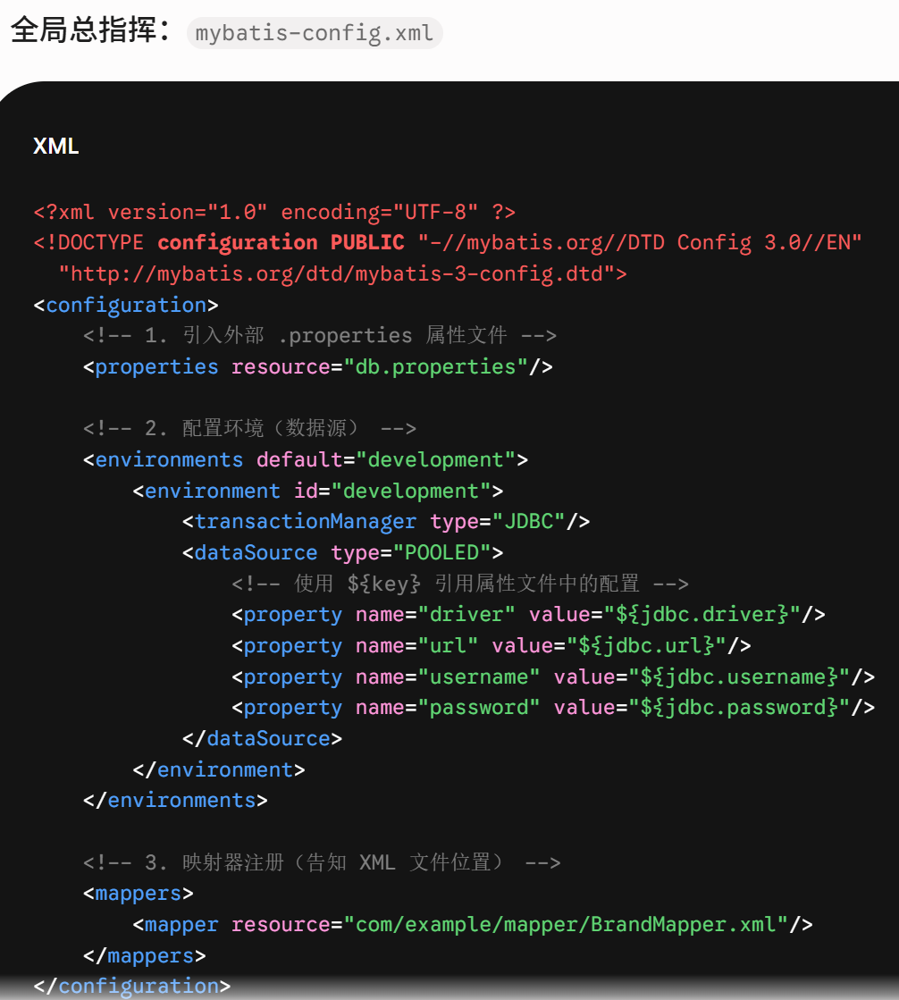 全局总指挥： mybatis-config.xml
XML
<?xml version="1.0" encoding="UTF-8" ?>
<!DOCTYPE configuration PUBLIC "-//mybatis.org//DTD Config 3.0//EN"
  "http://mybatis.org/dtd/mybatis-3-config.dtd">
<configuration>
    <!-- 1. 引入外部 .properties 属性文件 -->
    <properties resource="db.properties"/>
    <!-- 2. 配置环境（数据源） -->
    <environments default="development">
        <environment id="development">
            <transactionManager type="JDBC"/>
            <dataSource type="POOLED">
                <!-- 使用 ${key} 引用属性文件中的配置 -->
                <property name="driver" value="${jdbc.driver}"/>
                <property name="url" value="${jdbc.url}"/>
                <property name="username" value="${jdbc.username}"/>
                <property name="password" value="${jdbc.password}"/>
            </dataSource>
        </environment>
    </environments>
    <!-- 3. 映射器注册（告知 XML 文件位置） -->
    <mappers>
        <mapper resource="com/example/mapper/BrandMapper.xml"/>
    </mappers>
</configuration>